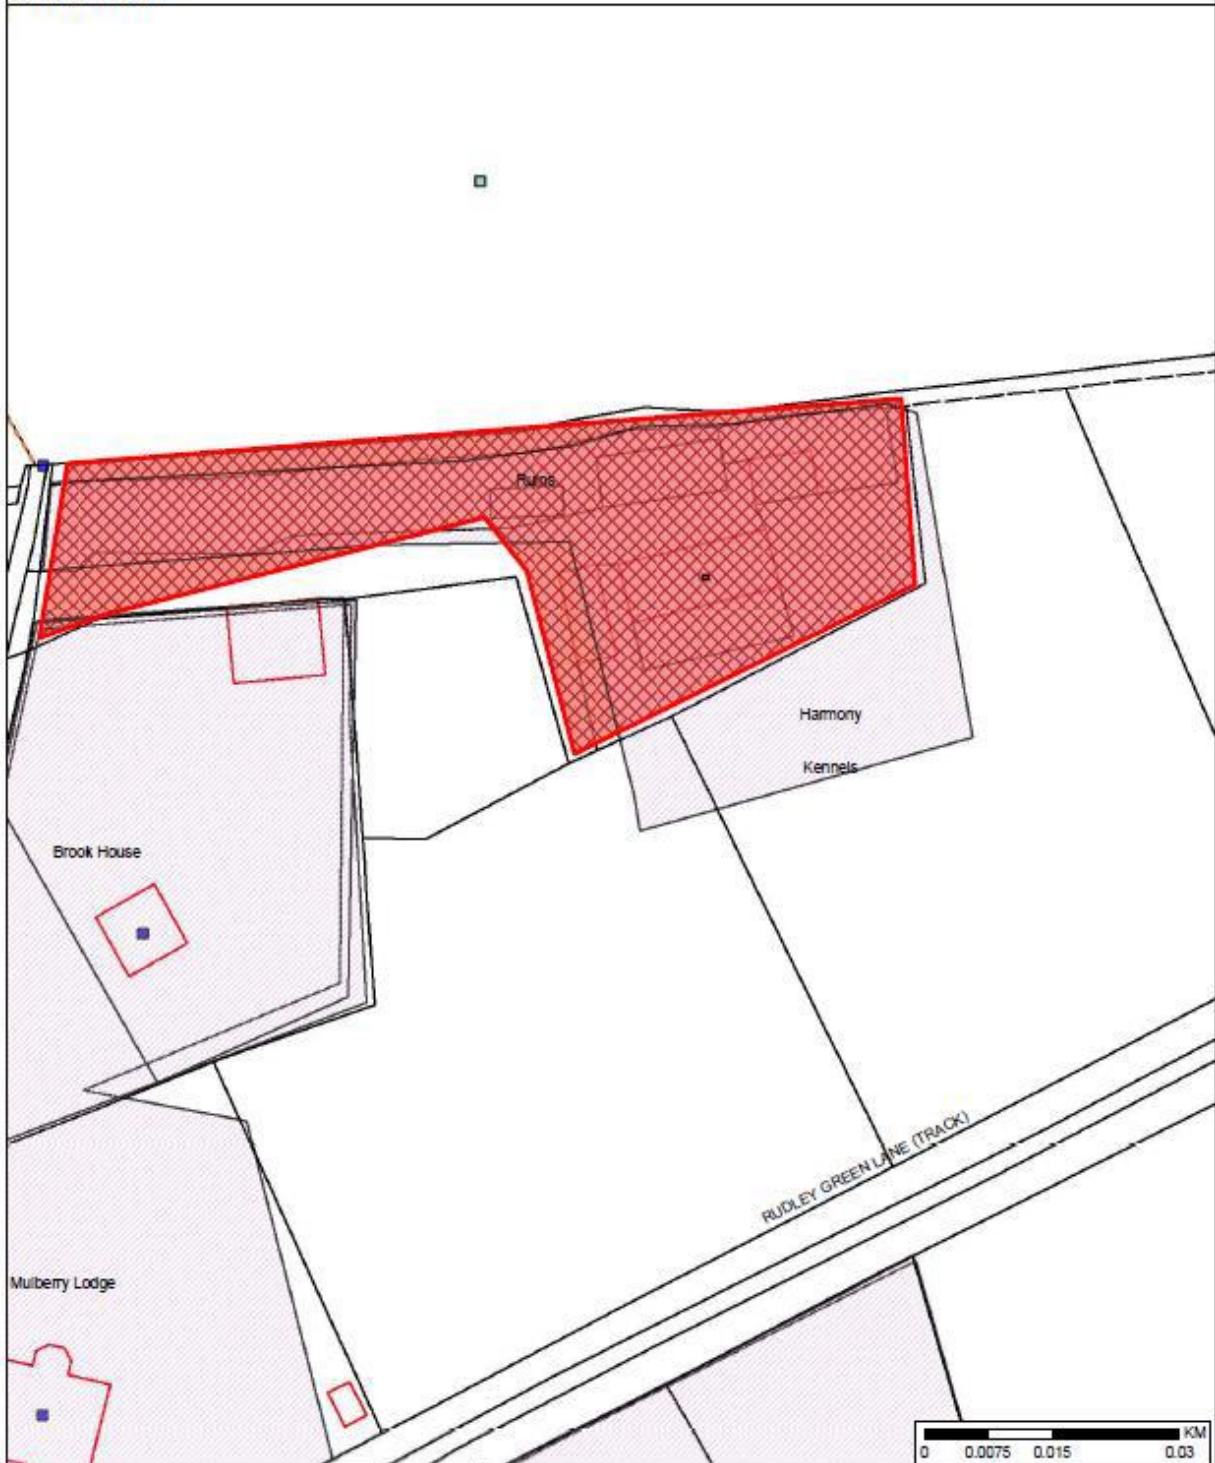 Ruins
Harmony
Kennels
Brook House
RUDLEY GREEN LANE (TRACK)
Mulberry Lodge
KM
0 0.0075 0.015 0.03